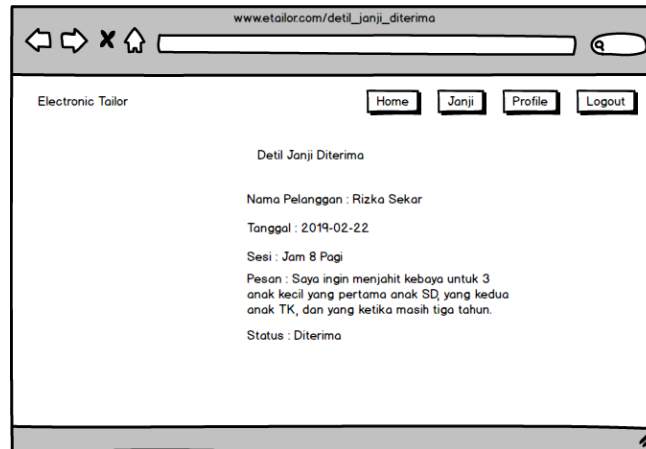 www.etailor.com/detil_janji_diterima
Electronic Tailor
Home
Janji
Profile
Logout
Detil Janji Diterima
Nama Pelanggan : Rizka Sekar
Tanggal : 2019-02-22
Sesi : Jam 8 Pagi
Pesan : Saya ingin menjahit kebaya untuk 3
anak kecil yang pertama anak SD, yang kedua
anak TK, dan yang ketika masih tiga tahun.
Status : Diterima